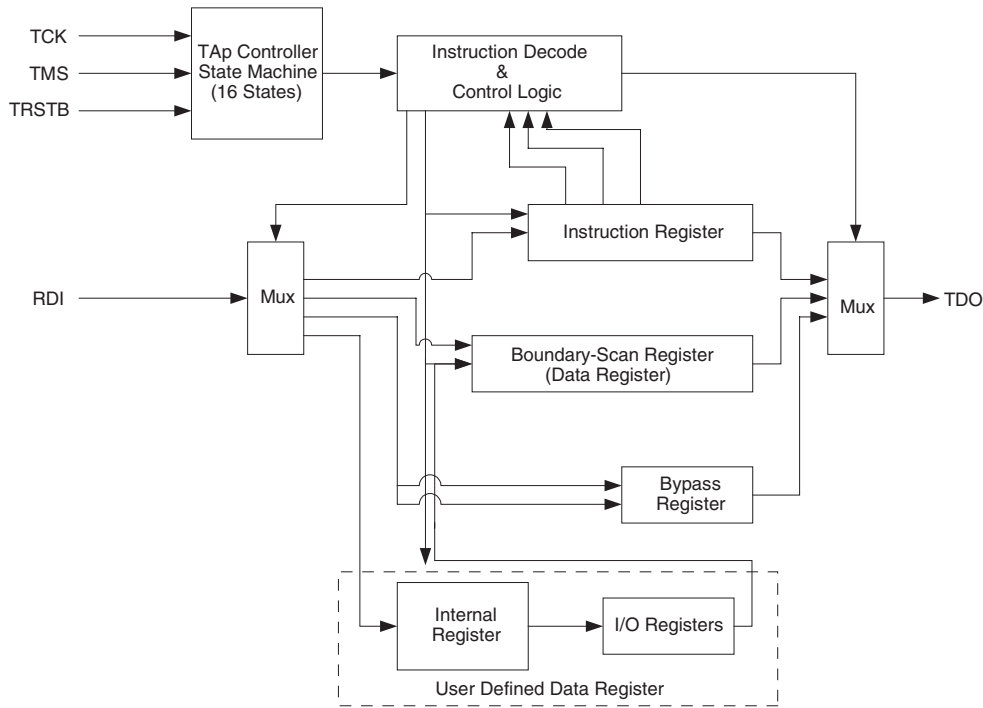 TCK
TMS
TRSTB
TAp Controller
State Machine
(16 States)
Instruction Decode
&
Control Logic
Instruction Register
RDI
Mux
Mux
TDO
Boundary-Scan Register
(Data Register)
Bypass
Register
Internal
Register
I/O Registers
User Defined Data Register